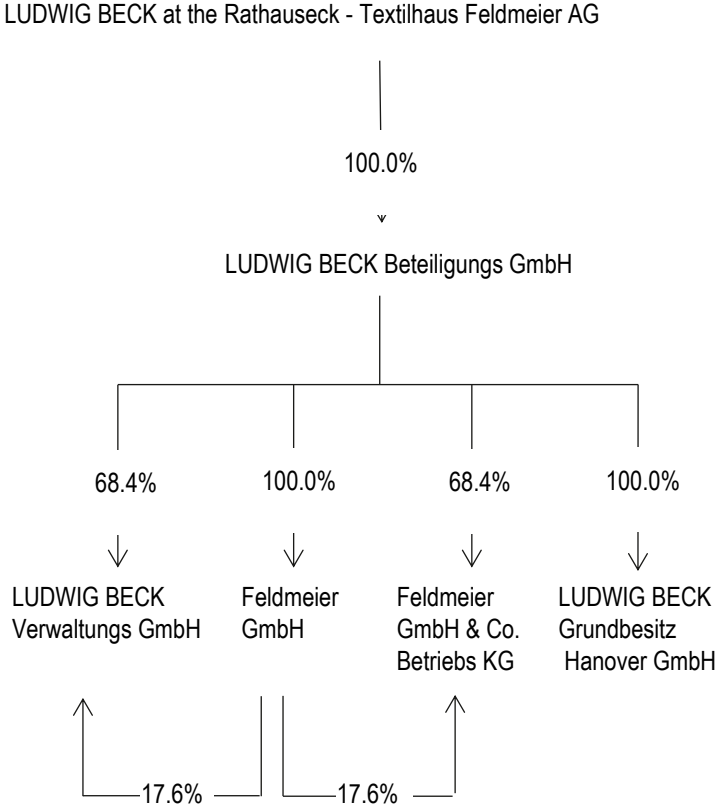 LUDWIG BECK at the Rathauseck - Textilhaus Feldmeier AG
100.0%
LUDWIG BECK Beteiligungs GmbH
68.4%
100.0%
68.4%
100.0%
LUDWIG BECK
Verwaltungs GmbH
Feldmeier
GmbH
Feldmeier
GmbH & Co.
Betriebs KG
LUDWIG BECK
Grundbesitz
Hanover GmbH
17.6%
17.6%